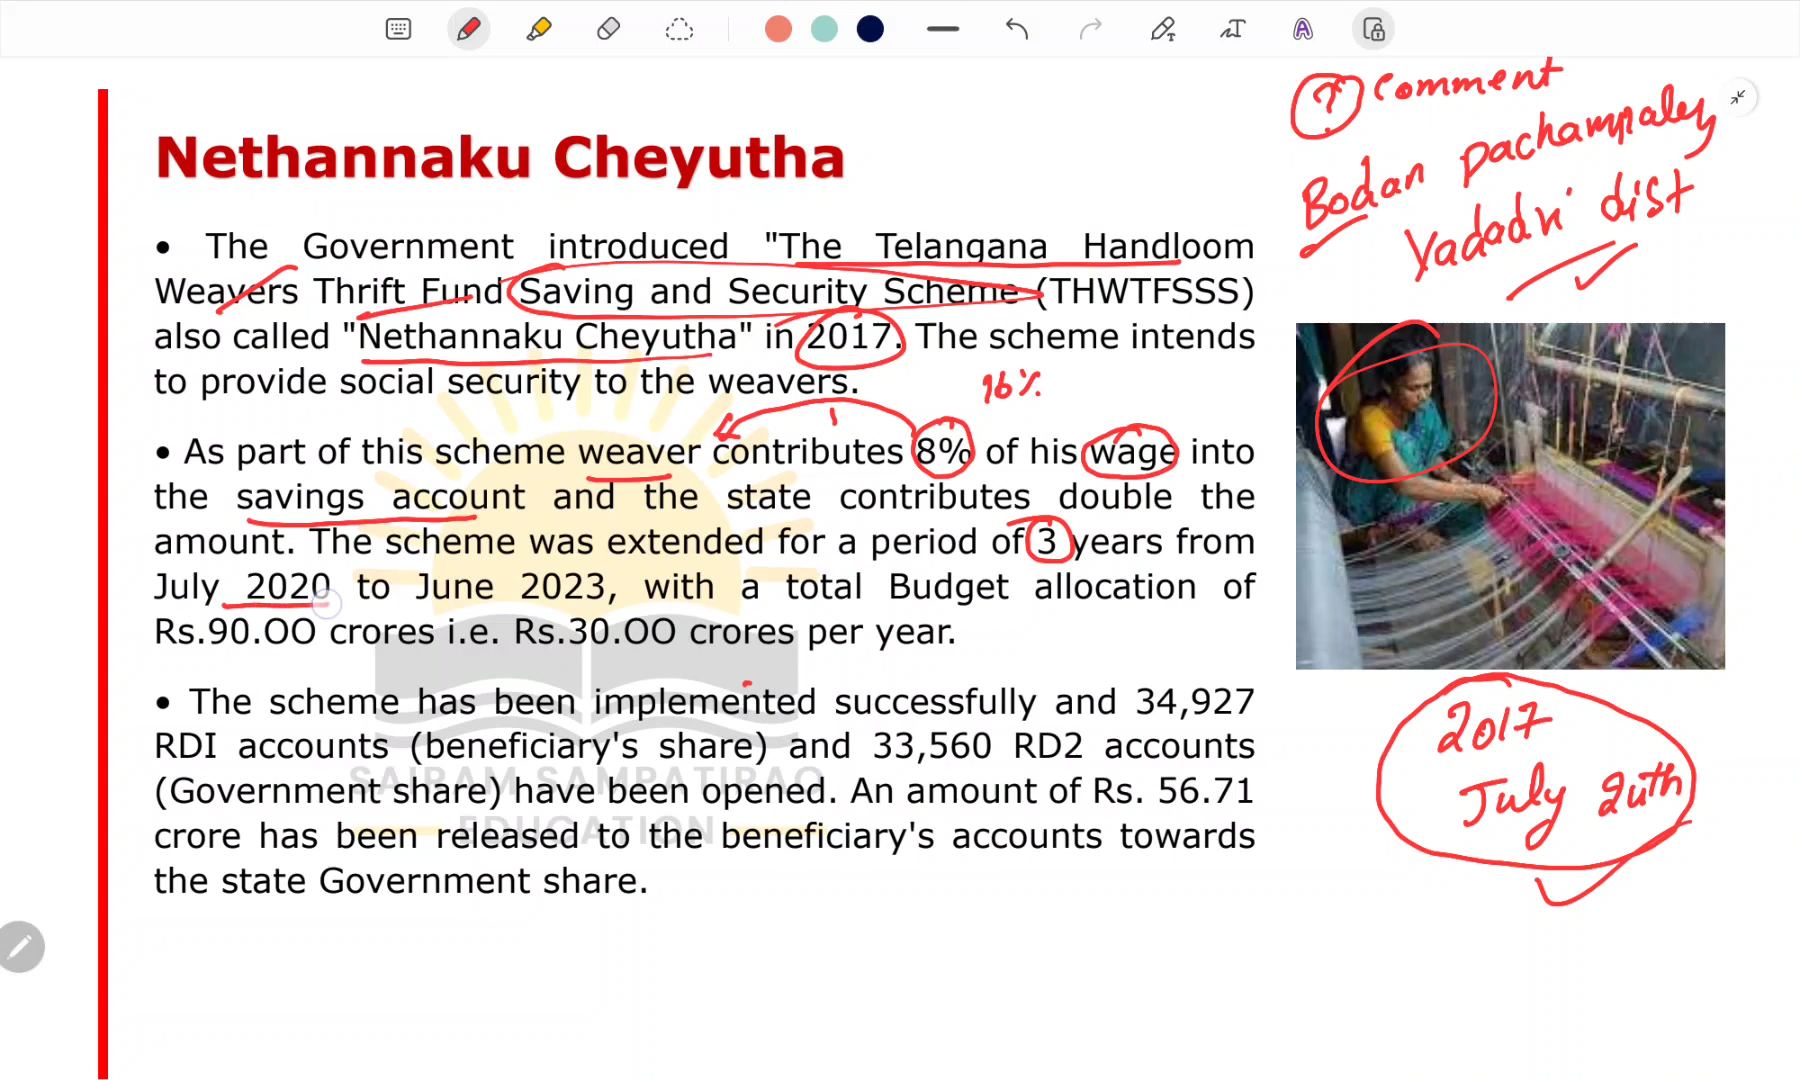 ? Comment
Bodan pachampaley
Yadadri dist
Nethannaku Cheyutha
• The Government introduced "The Telangana Handloom
Weavers Thrift Fund Saving and Security Scheme (THWTFSSS)
also called "Nethannaku Cheyutha" in 2017. The scheme intends
to provide social security to the weavers.
16%
• As part of this scheme weaver contributes 8% of his wage into
the savings account and the state contributes double the
amount. The scheme was extended for a period of 3 years from
July 2020 to June 2023, with a total Budget allocation of
Rs.90.OO crores i.e. Rs.30.OO crores per year.
• The scheme has been implemented successfully and 34,927
RDI accounts (beneficiary's share) and 33,560 RD2 accounts
(Government share) have been opened. An amount of Rs. 56.71
crore has been released to the beneficiary's accounts towards
the state Government share.
SAIRAM SAMPATIRAO
EDUCATION
2017
July 24th